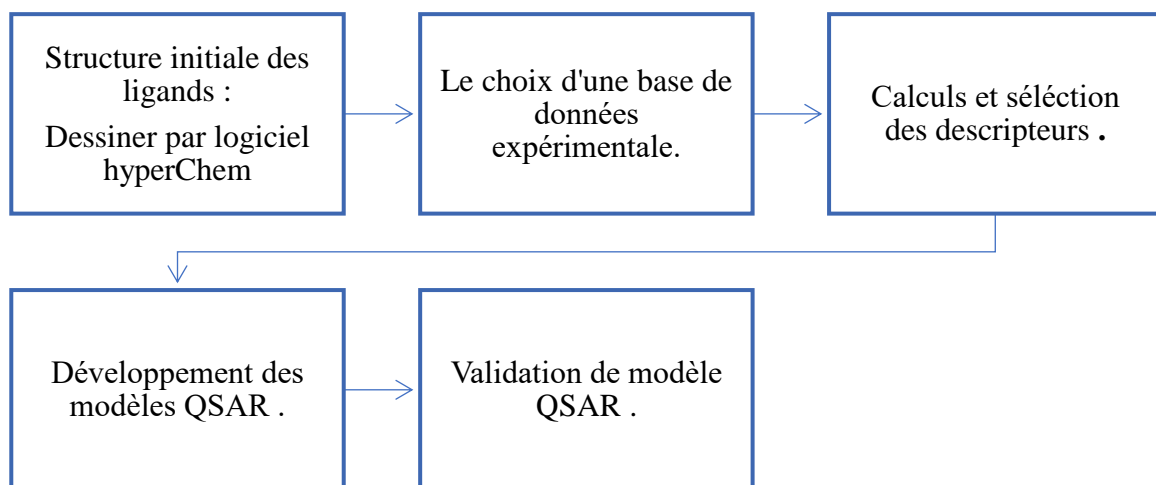 Structure initiale des
ligands :
Dessiner par logiciel
hyperChem
Le choix d'une base de
données
expérimentale.
Calculs et séléction
des descripteurs .
Développement des
modèles QSAR .
Validation de modèle
QSAR .